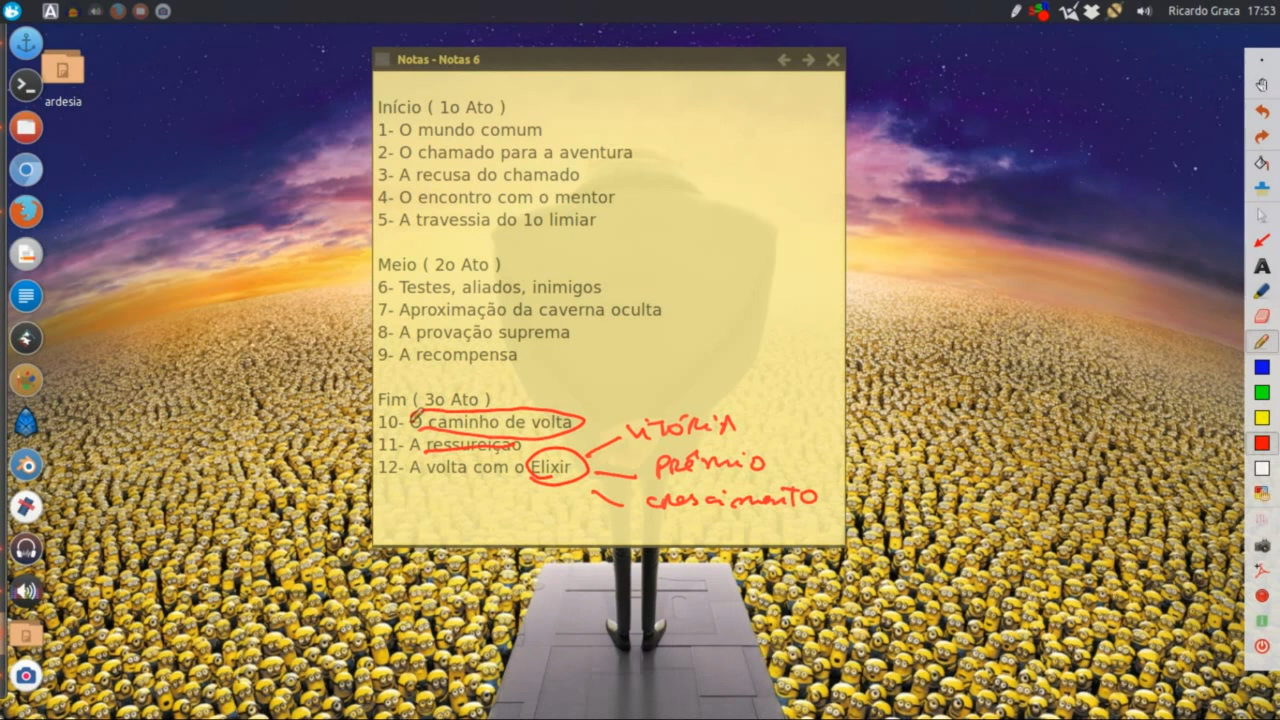 Ricardo Graca 17:53
ardesia
Notas - Notas 6
Início ( 1o Ato )
1- O mundo comum
2- O chamado para a aventura
3- A recusa do chamado
4- O encontro com o mentor
5- A travessia do 1o limiar
Meio ( 2o Ato )
6- Testes, aliados, inimigos
7- Aproximação da caverna oculta
8- A provação suprema
9- A recompensa
Fim ( 3o Ato )
10- O caminho de volta
11- A ressureição
12- A volta com o Elixir
VITÓRIA
PRÊMIO
CRESCIMENTO